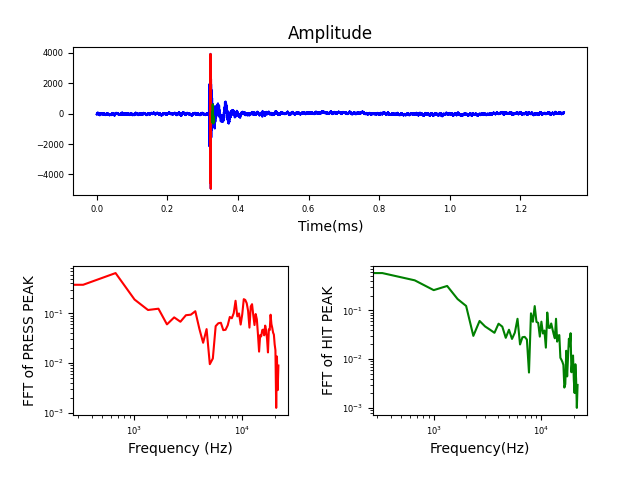 Amplitude
4000
2000
0
−2000
−4000
0.0 0.2 0.4 0.6 0.8 1.0 1.2
Time(ms)
FFT of PRESS PEAK
10⁻¹
10⁻²
10⁻³
10³ 10⁴
Frequency (Hz)
FFT of HIT PEAK
10⁻¹
10⁻²
10⁻³
10³ 10⁴
Frequency(Hz)